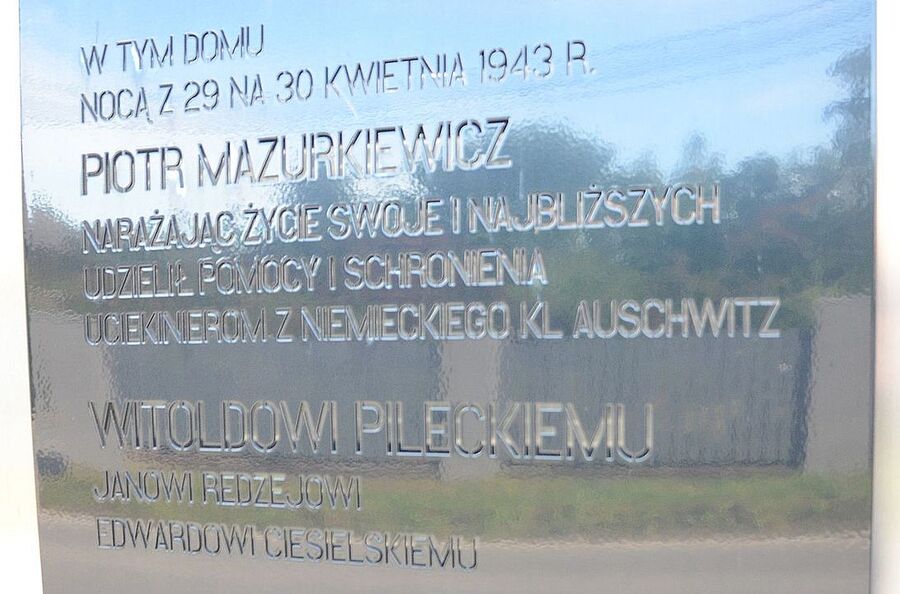 W TYM DOMU
NOCĄ Z 29 NA 30 KWIETNIA 1943 R.
PIOTR MAZURKIEWICZ
NARAŻAJĄC ŻYCIE SWOJE I NAJBLIŻSZYCH
UDZIELIŁ POMOCY I SCHRONIENIA
UCIEKINEROM Z NIEMIECKIEGO KL AUSCHWITZ
WITOLDOWI PILECKIEMU
JANOWI REDZEJOWI
EDWARDOWI CIESIELSKIEMU